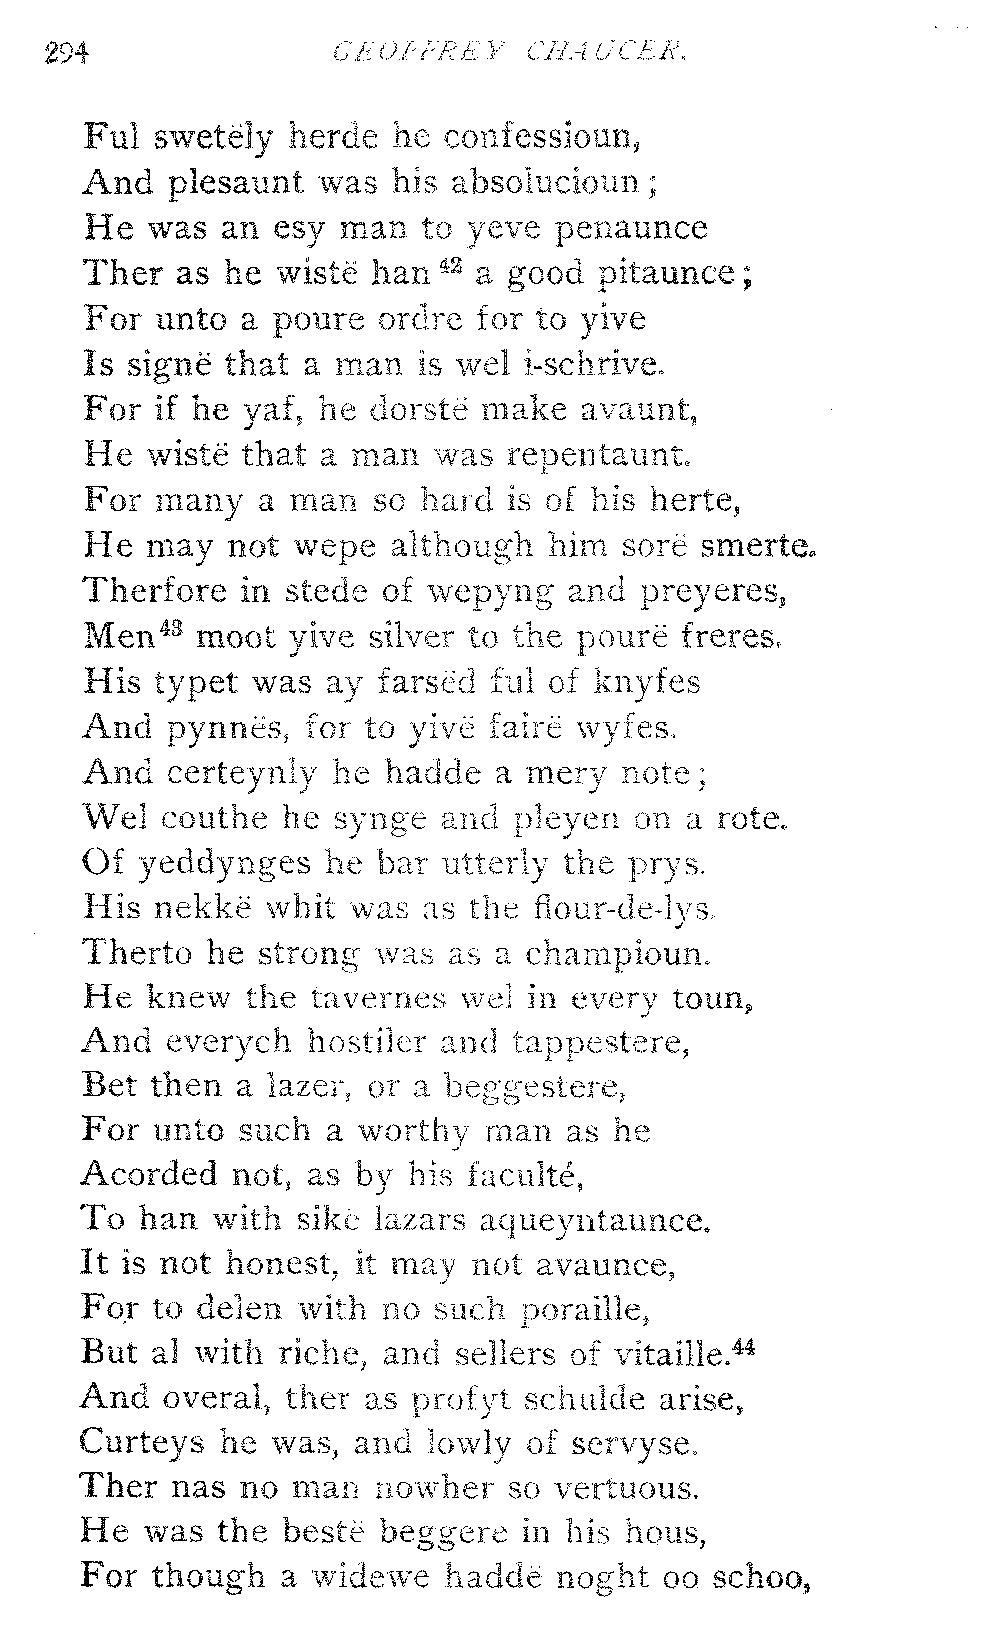 294 GEOFFREY CHAUCER.
Ful swetëly herde he confessioun,
And plesaunt was his absolucioun;
He was an esy man to yeve penaunce
Ther as he wistë han⁴² a good pitaunce;
For unto a poure ordre for to yive
Is signë that a man is wel i-schrive.
For if he yaf, he dorstë make avaunt,
He wistë that a man was repentaunt.
For many a man so hard is of his herte,
He may not wepe although him sorë smerte.
Therfore in stede of wepyng and preyeres,
Men⁴³ moot yive silver to the pourë freres.
His typet was ay farsëd ful of knyfes
And pynnës, for to yivë fairë wyfes.
And certeynly he hadde a mery note;
Wel couthe he synge and pleyen on a rote.
Of yeddynges he bar utterly the prys.
His nekkë whit was as the flour-de-lys.
Therto he strong was as a champioun.
He knew the tavernes wel in every toun,
And everych hostiler and tappestere,
Bet then a lazer, or a beggestere,
For unto such a worthy man as he
Acorded not, as by his faculté,
To han with sikë lazars aqueyntaunce.
It is not honest, it may not avaunce,
For to delen with no such poraille,
But al with riche, and sellers of vitaille.⁴⁴
And overal, ther as profyt schulde arise,
Curteys he was, and lowly of servyse.
Ther nas no man nowher so vertuous.
He was the bestë beggere in his hous,
For though a widewe haddë noght oo schoo,